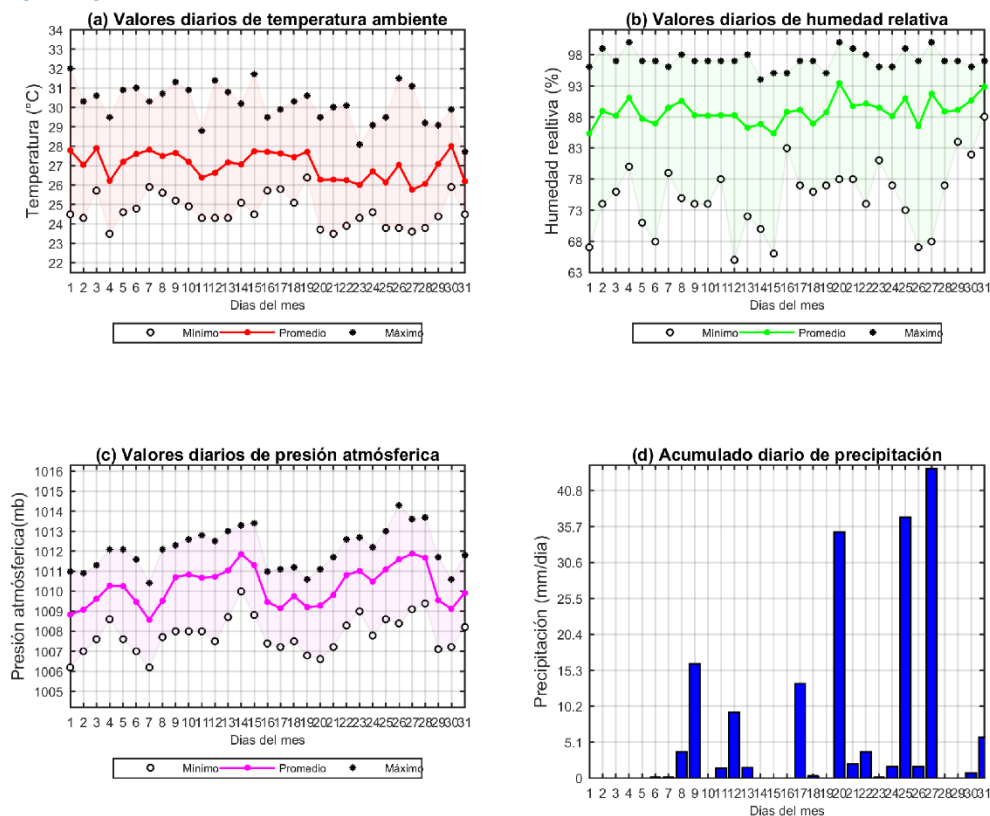 (a) Valores diarios de temperatura ambiente
34
33
32
31
30
29
28
27
26
25
24
23
22
Temperatura (°C)
1 2 3 4 5 6 7 8 9 10 11 12 13 14 15 16 17 18 19 20 21 22 23 24 25 26 27 28 29 30 31
Dias del mes
Mínimo Promedio Máximo
(b) Valores diarios de humedad relativa
98
93
88
83
78
73
68
63
Humedad realtiva (%)
1 2 3 4 5 6 7 8 9 10 11 12 13 14 15 16 17 18 19 20 21 22 23 24 25 26 27 28 29 30 31
Dias del mes
Mínimo Promedio Máximo
(c) Valores diarios de presión atmósferica
1016
1015
1014
1013
1012
1011
1010
1009
1008
1007
1006
1005
Presión atmósferica(mb)
1 2 3 4 5 6 7 8 9 10 11 12 13 14 15 16 17 18 19 20 21 22 23 24 25 26 27 28 29 30 31
Dias del mes
Mínimo Promedio Máximo
(d) Acumulado diario de precipitación
40.8
35.7
30.6
25.5
20.4
15.3
10.2
5.1
0
Precipitación (mm/dia)
1 2 3 4 5 6 7 8 9 10 11 12 13 14 15 16 17 18 19 20 21 22 23 24 25 26 27 28 29 30 31
Dias del mes